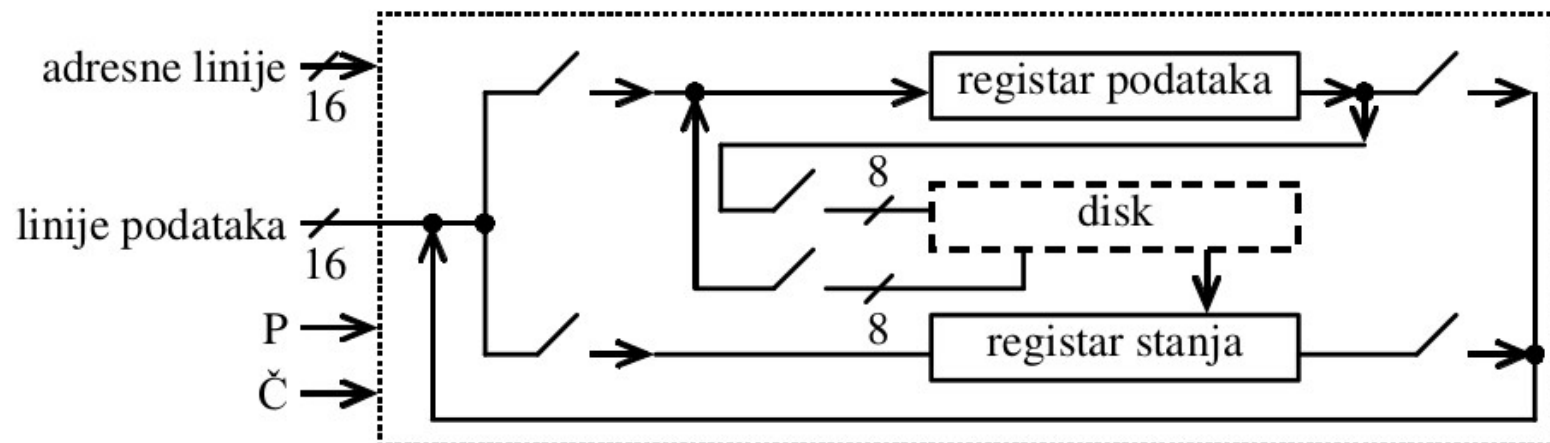 adresne linije
16
registar podataka
8
disk
linije podataka
16
8
P
registar stanja
Č